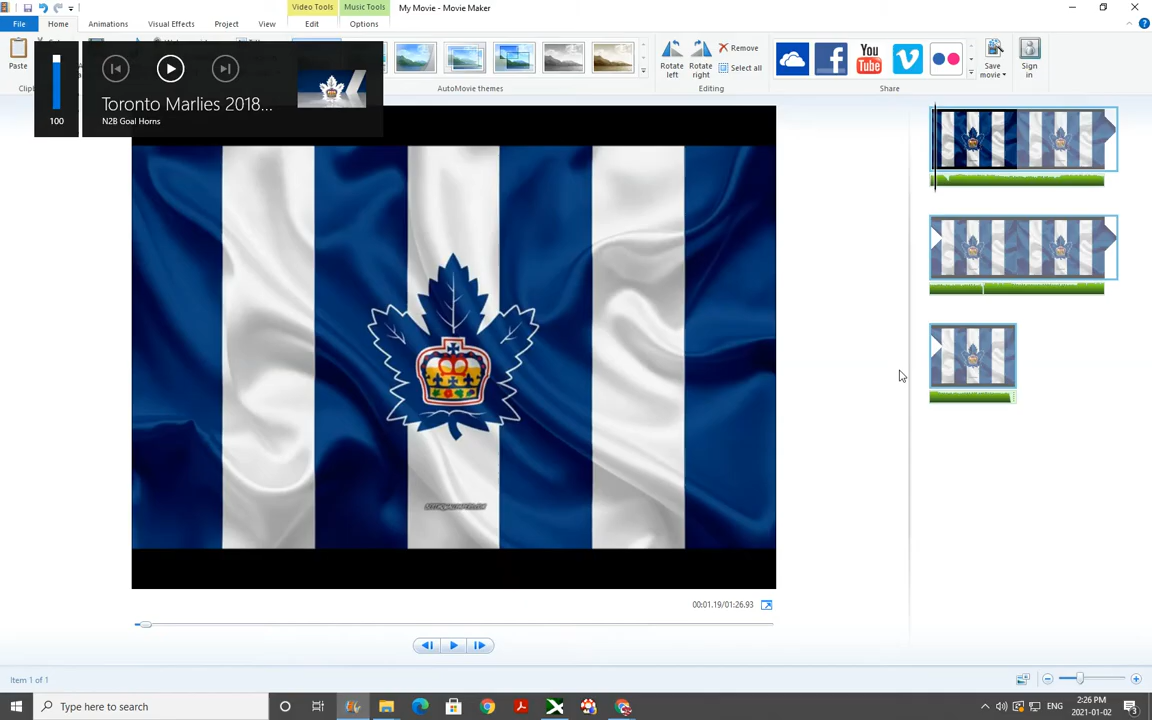 Video Tools
Music Tools
My Movie - Movie Maker
File
Home
Animations
Visual Effects
Project
View
Edit
Options
Paste
Rotate left
Rotate right
Remove
Select all
You Tube
Save movie
Sign in
AutoMovie themes
Editing
Share
100
Toronto Marlies 2018...
N2B Goal Horns
00:01.19/01:26.93
Item 1 of 1
Type here to search
ENG
2:26 PM
2021-01-02
3